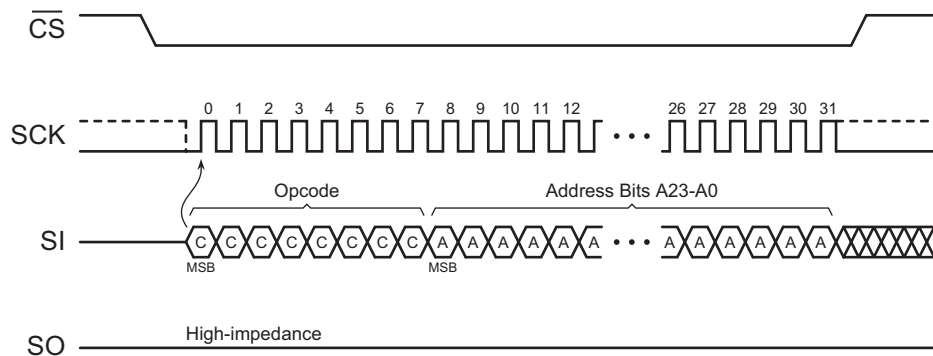 CS
0 1 2 3 4 5 6 7 8 9 10 11 12 26 27 28 29 30 31
SCK
Opcode Address Bits A23-A0
SI C C C C C C C C A A A A A A A A A A A A
MSB MSB
High-impedance
SO